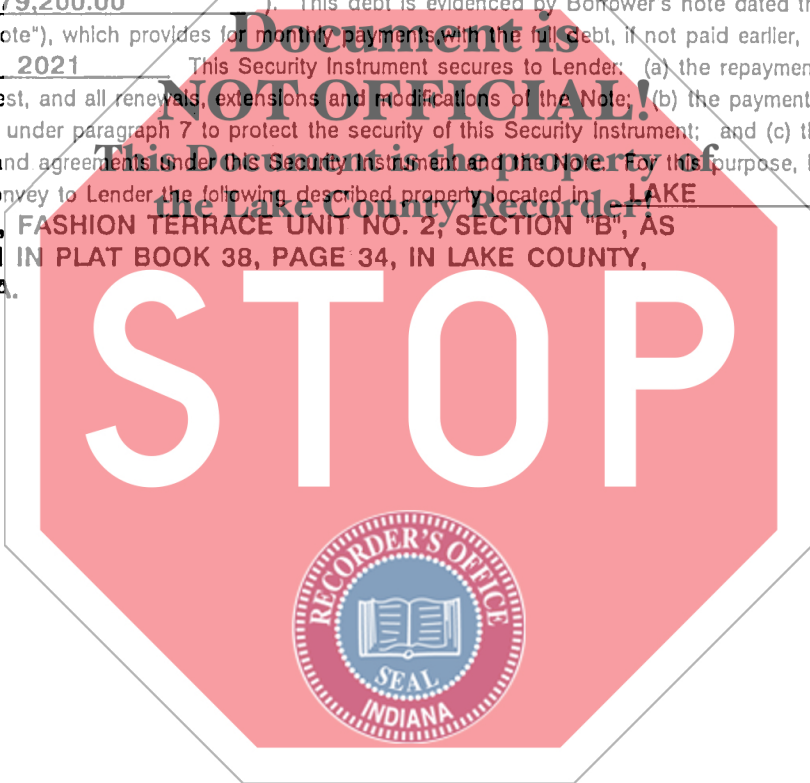 79,200.00 ). This debt is evidenced by Borrower's note dated th
ote"), which provides for monthly payments, with the full debt, if not paid earlier,
2021 This Security Instrument secures to Lender: (a) the repaymen
est, and all renewals, extensions and modifications of the Note; (b) the payment
under paragraph 7 to protect the security of this Security Instrument; and (c) th
nd agreements under this Security Instrument and the Note. For this purpose,
nvey to Lender the following described property located in LAKE
, FASHION TERRACE UNIT NO. 2, SECTION "B", AS
IN PLAT BOOK 38, PAGE 34, IN LAKE COUNTY,
A.
Document is
NOT OFFICIAL!
This Document is the property of
the Lake County Recorder!
STOP
RECORDER'S OFFICE
SEAL
INDIANA